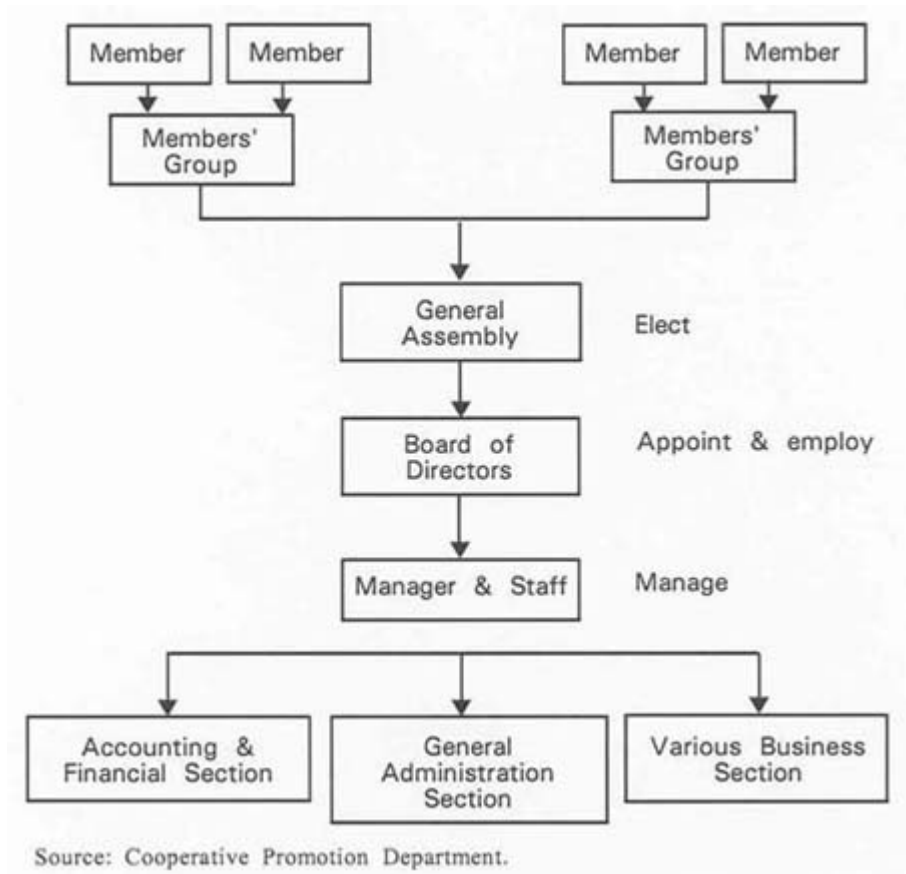 Member
Member
Member
Member
Members'
Group
Members'
Group
General
Assembly
Elect
Board of
Directors
Appoint & employ
Manager & Staff
Manage
Accounting &
Financial Section
General
Administration
Section
Various Business
Section
Source: Cooperative Promotion Department.